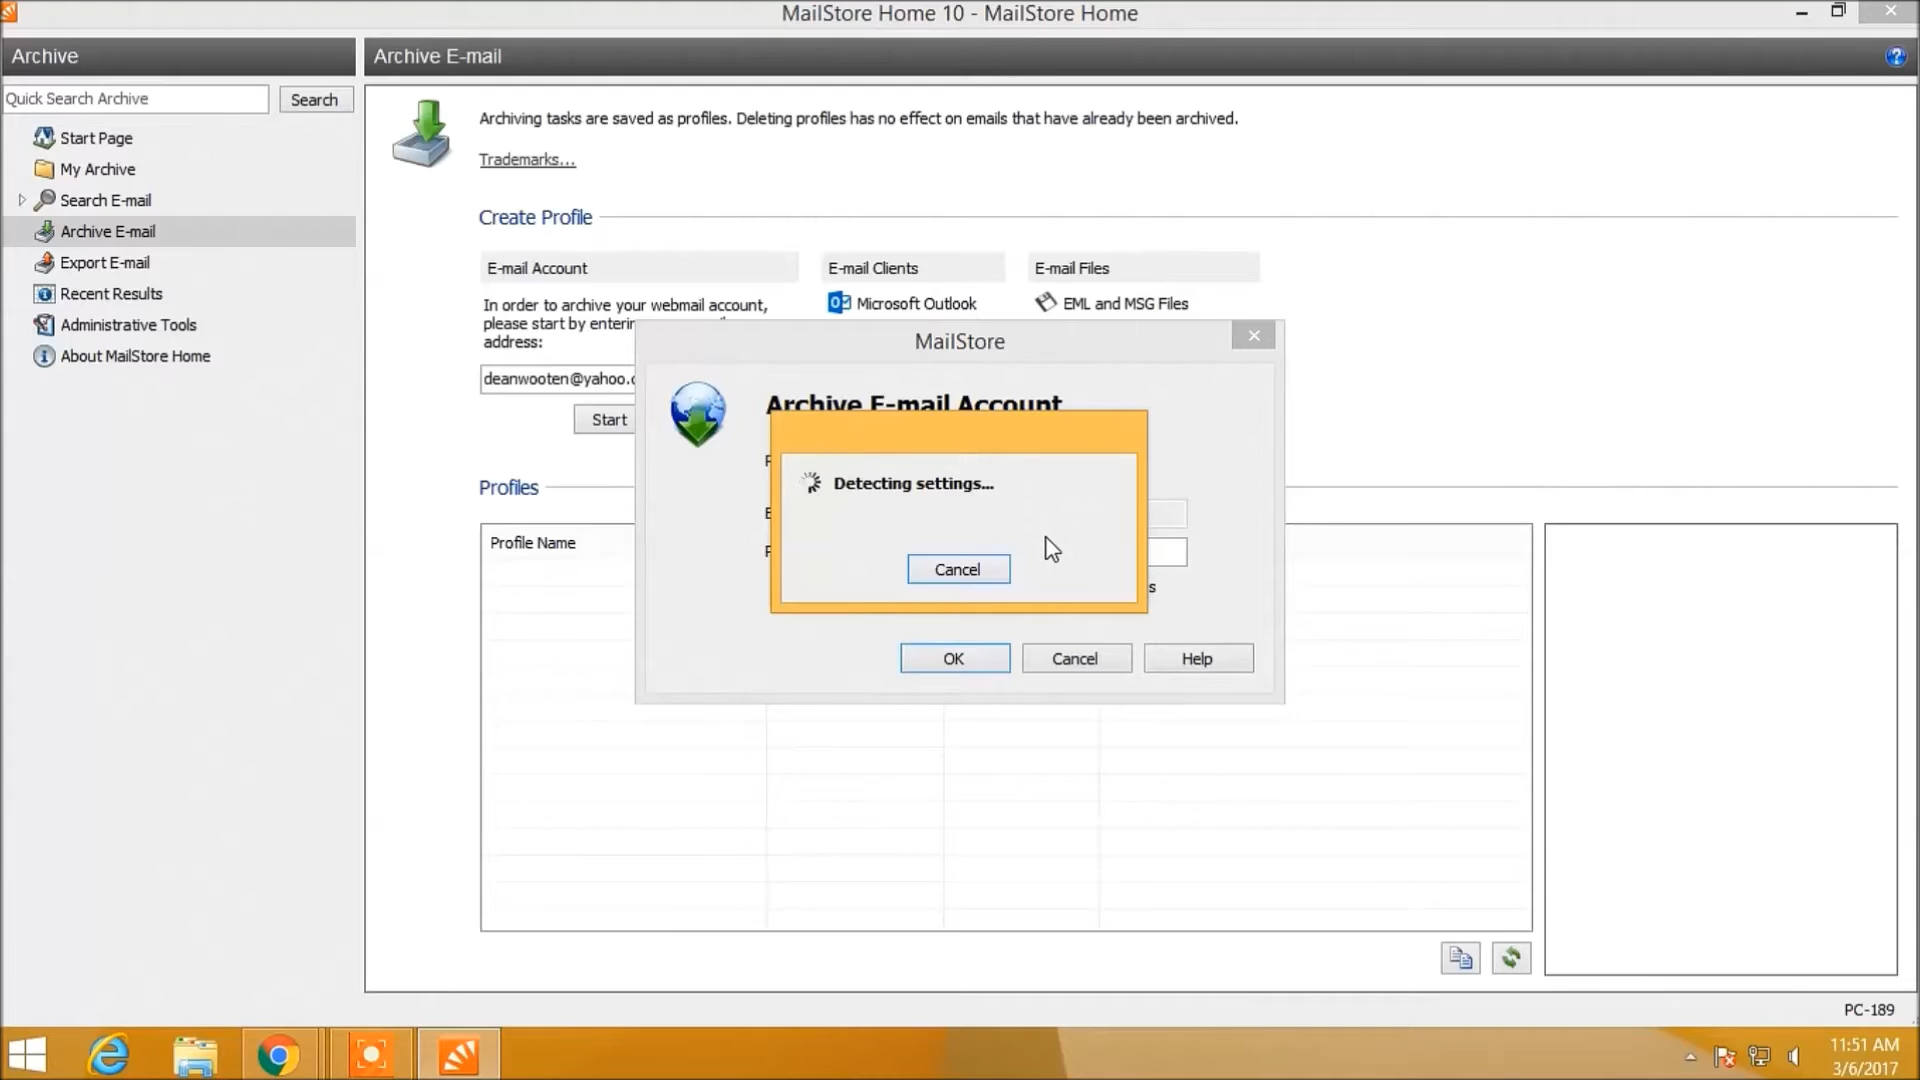 MailStore Home 10 - MailStore Home
Archive
Archive E-mail
Quick Search Archive
Search
Start Page
My Archive
Search E-mail
Archive E-mail
Export E-mail
Recent Results
Administrative Tools
About MailStore Home
Archiving tasks are saved as profiles. Deleting profiles has no effect on emails that have already been archived.
Trademarks...
Create Profile
E-mail Account
E-mail Clients
E-mail Files
In order to archive your webmail account,
please start by
address:
Microsoft Outlook
EML and MSG Files
deanwooten@yahoo.
Start
Profiles
Profile Name
MailStore
Archive E-mail Account
Detecting settings...
Cancel
OK
Cancel
Help
PC-189
11:51 AM
3/6/2017